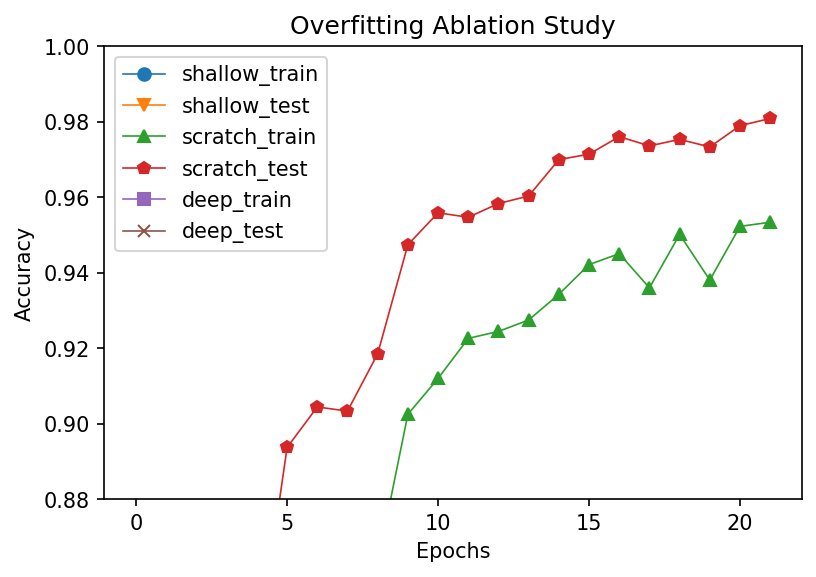 Overfitting Ablation Study
1.00
0.98
0.96
0.94
0.92
0.90
0.88
Accuracy
shallow_train
shallow_test
scratch_train
scratch_test
deep_train
deep_test
0
5
10
15
20
Epochs